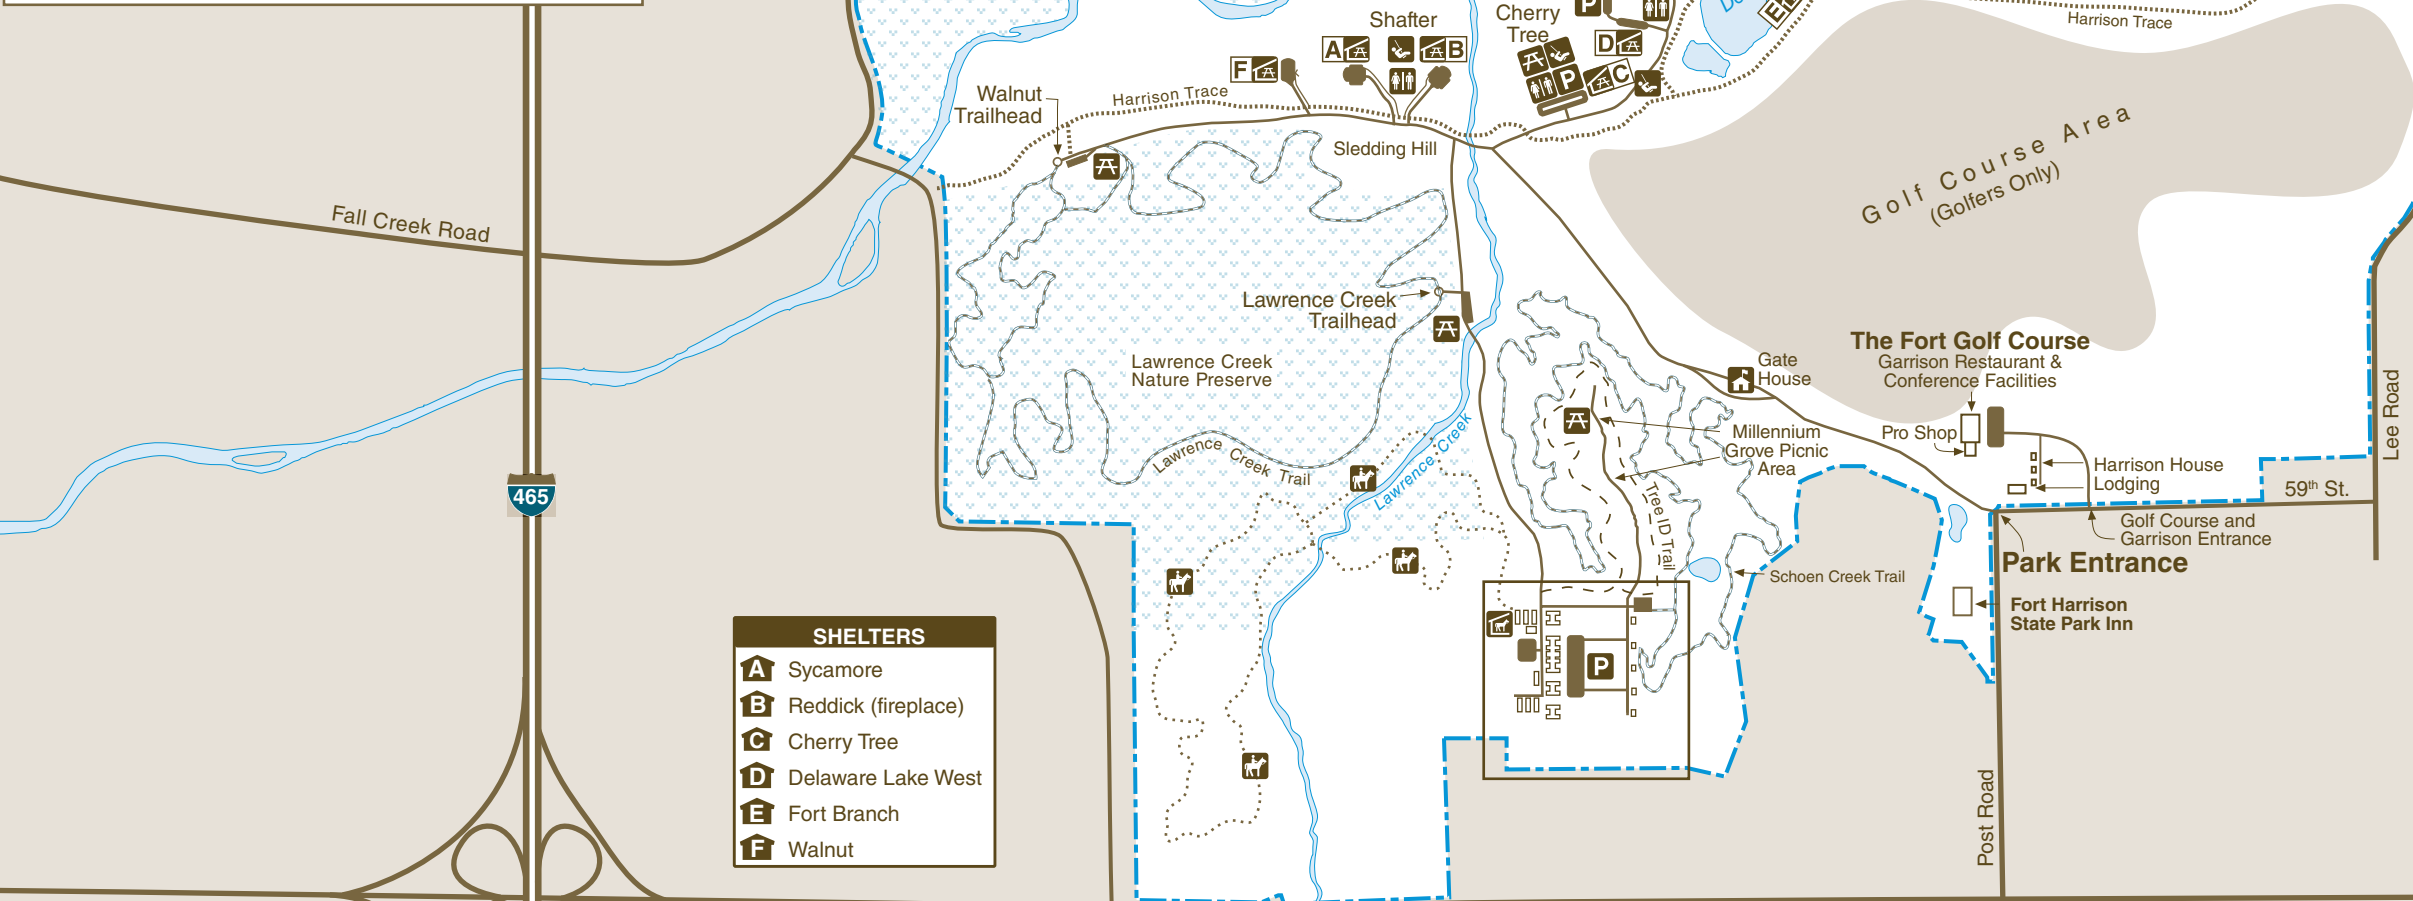 Shafter
A
B
F
Cherry
Tree
P
D
C
P
E
Harrison Trace
Walnut
Trailhead
Harrison Trace
Sledding Hill
Golf Course Area
(Golfers Only)
Fall Creek Road
Lawrence Creek
Trailhead
Lawrence Creek
Nature Preserve
Gate
House
The Fort Golf Course
Garrison Restaurant &
Conference Facilities
Pro Shop
Lee Road
Millennium
Grove Picnic
Area
Harrison House
Lodging
59th St.
Lawrence Creek Trail
Lawrence Creek
Tree ID Trail
465
Golf Course and
Garrison Entrance
Park Entrance
Schoen Creek Trail
Fort Harrison
State Park Inn
P
Post Road
SHELTERS
A Sycamore
B Reddick (fireplace)
C Cherry Tree
D Delaware Lake West
E Fort Branch
F Walnut